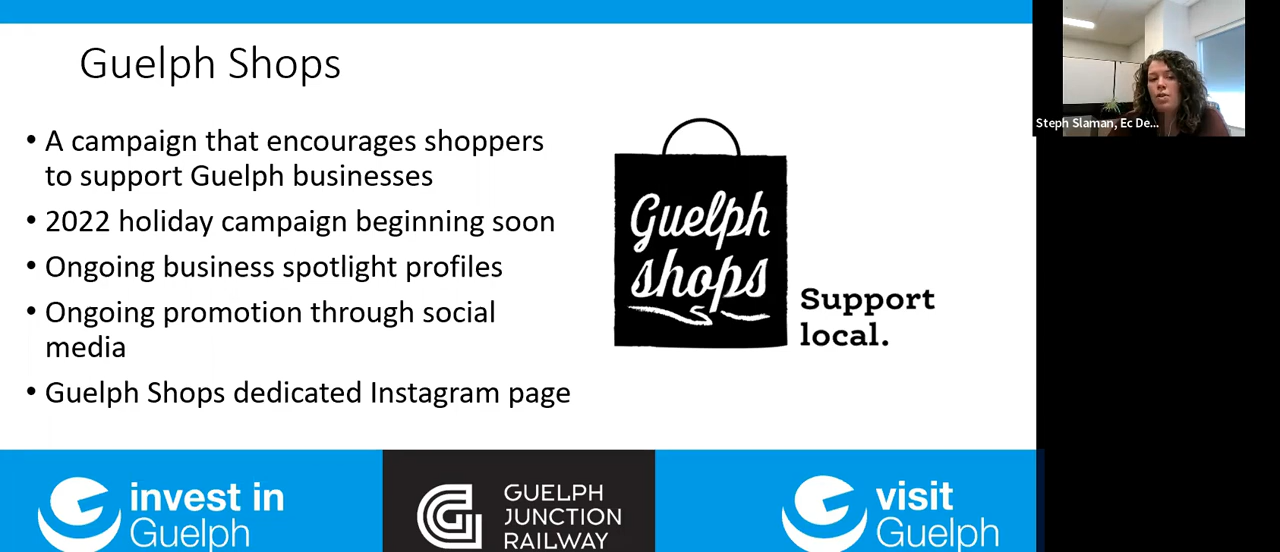 Guelph Shops
• A campaign that encourages shoppers
to support Guelph businesses
• 2022 holiday campaign beginning soon
• Ongoing business spotlight profiles
• Ongoing promotion through social
media
• Guelph Shops dedicated Instagram page
Guelph
shops
Support
local.
Steph Slaman, Ec De...
invest in
Guelph
GUELPH
JUNCTION
RAILWAY
visit
Guelph